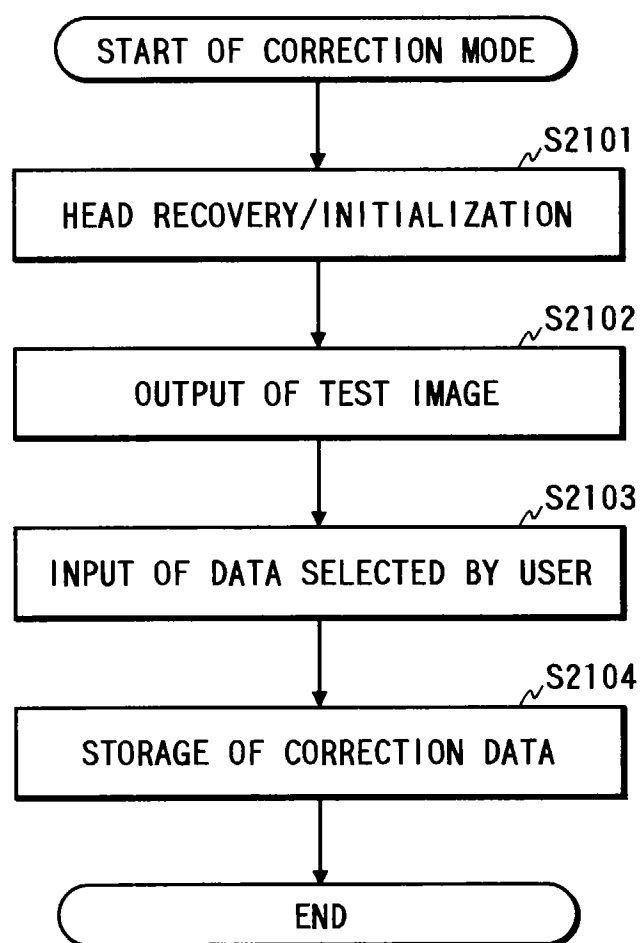 START OF CORRECTION MODE
S2101
HEAD RECOVERY/INITIALIZATION
S2102
OUTPUT OF TEST IMAGE
S2103
INPUT OF DATA SELECTED BY USER
S2104
STORAGE OF CORRECTION DATA
END